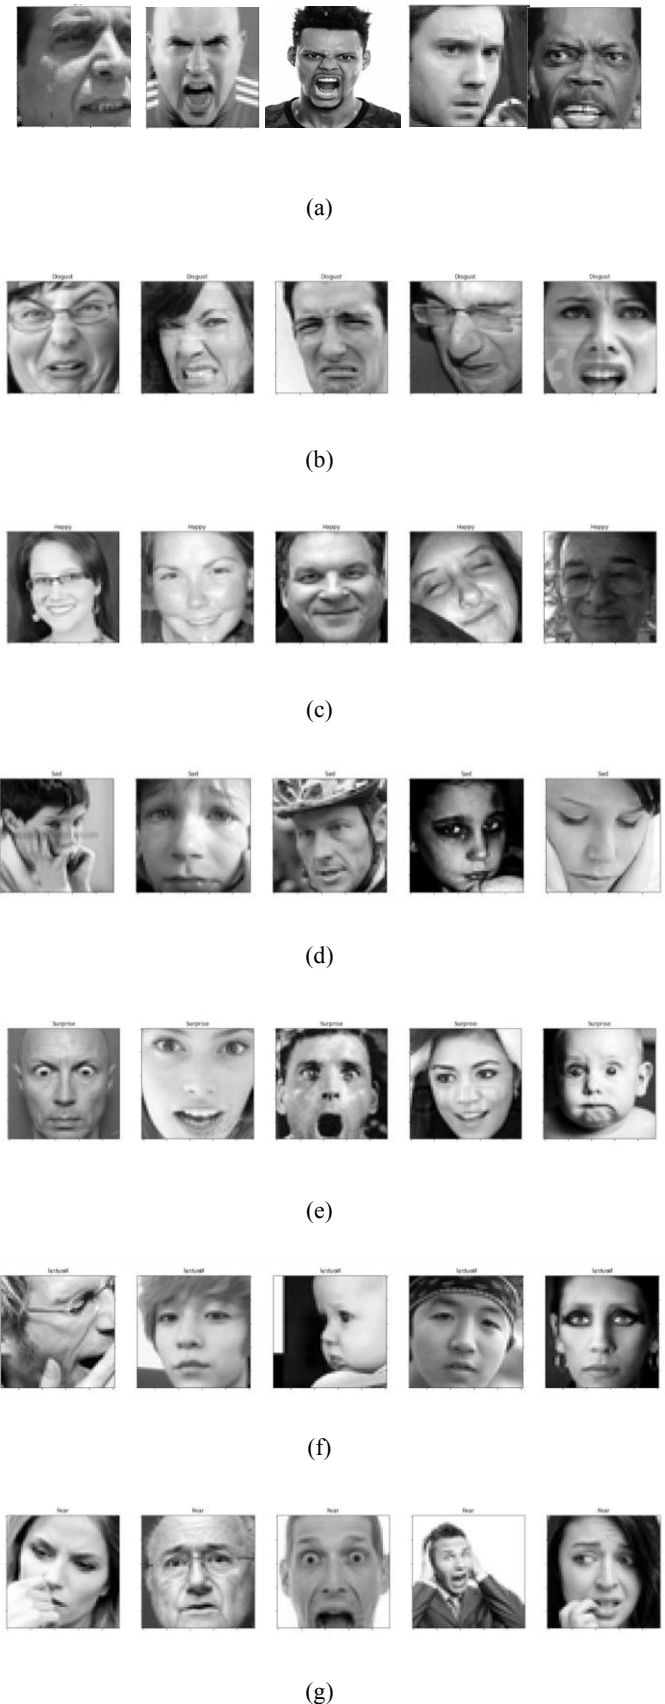 (a)
Disgust Disgust Disgust Disgust Disgust
(b)
Happy Happy Happy Happy Happy
(c)
Sad Sad Sad Sad Sad
(d)
Surprise Surprise Surprise Surprise Surprise
(e)
(f)
Fear Fear Fear Fear Fear
(g)